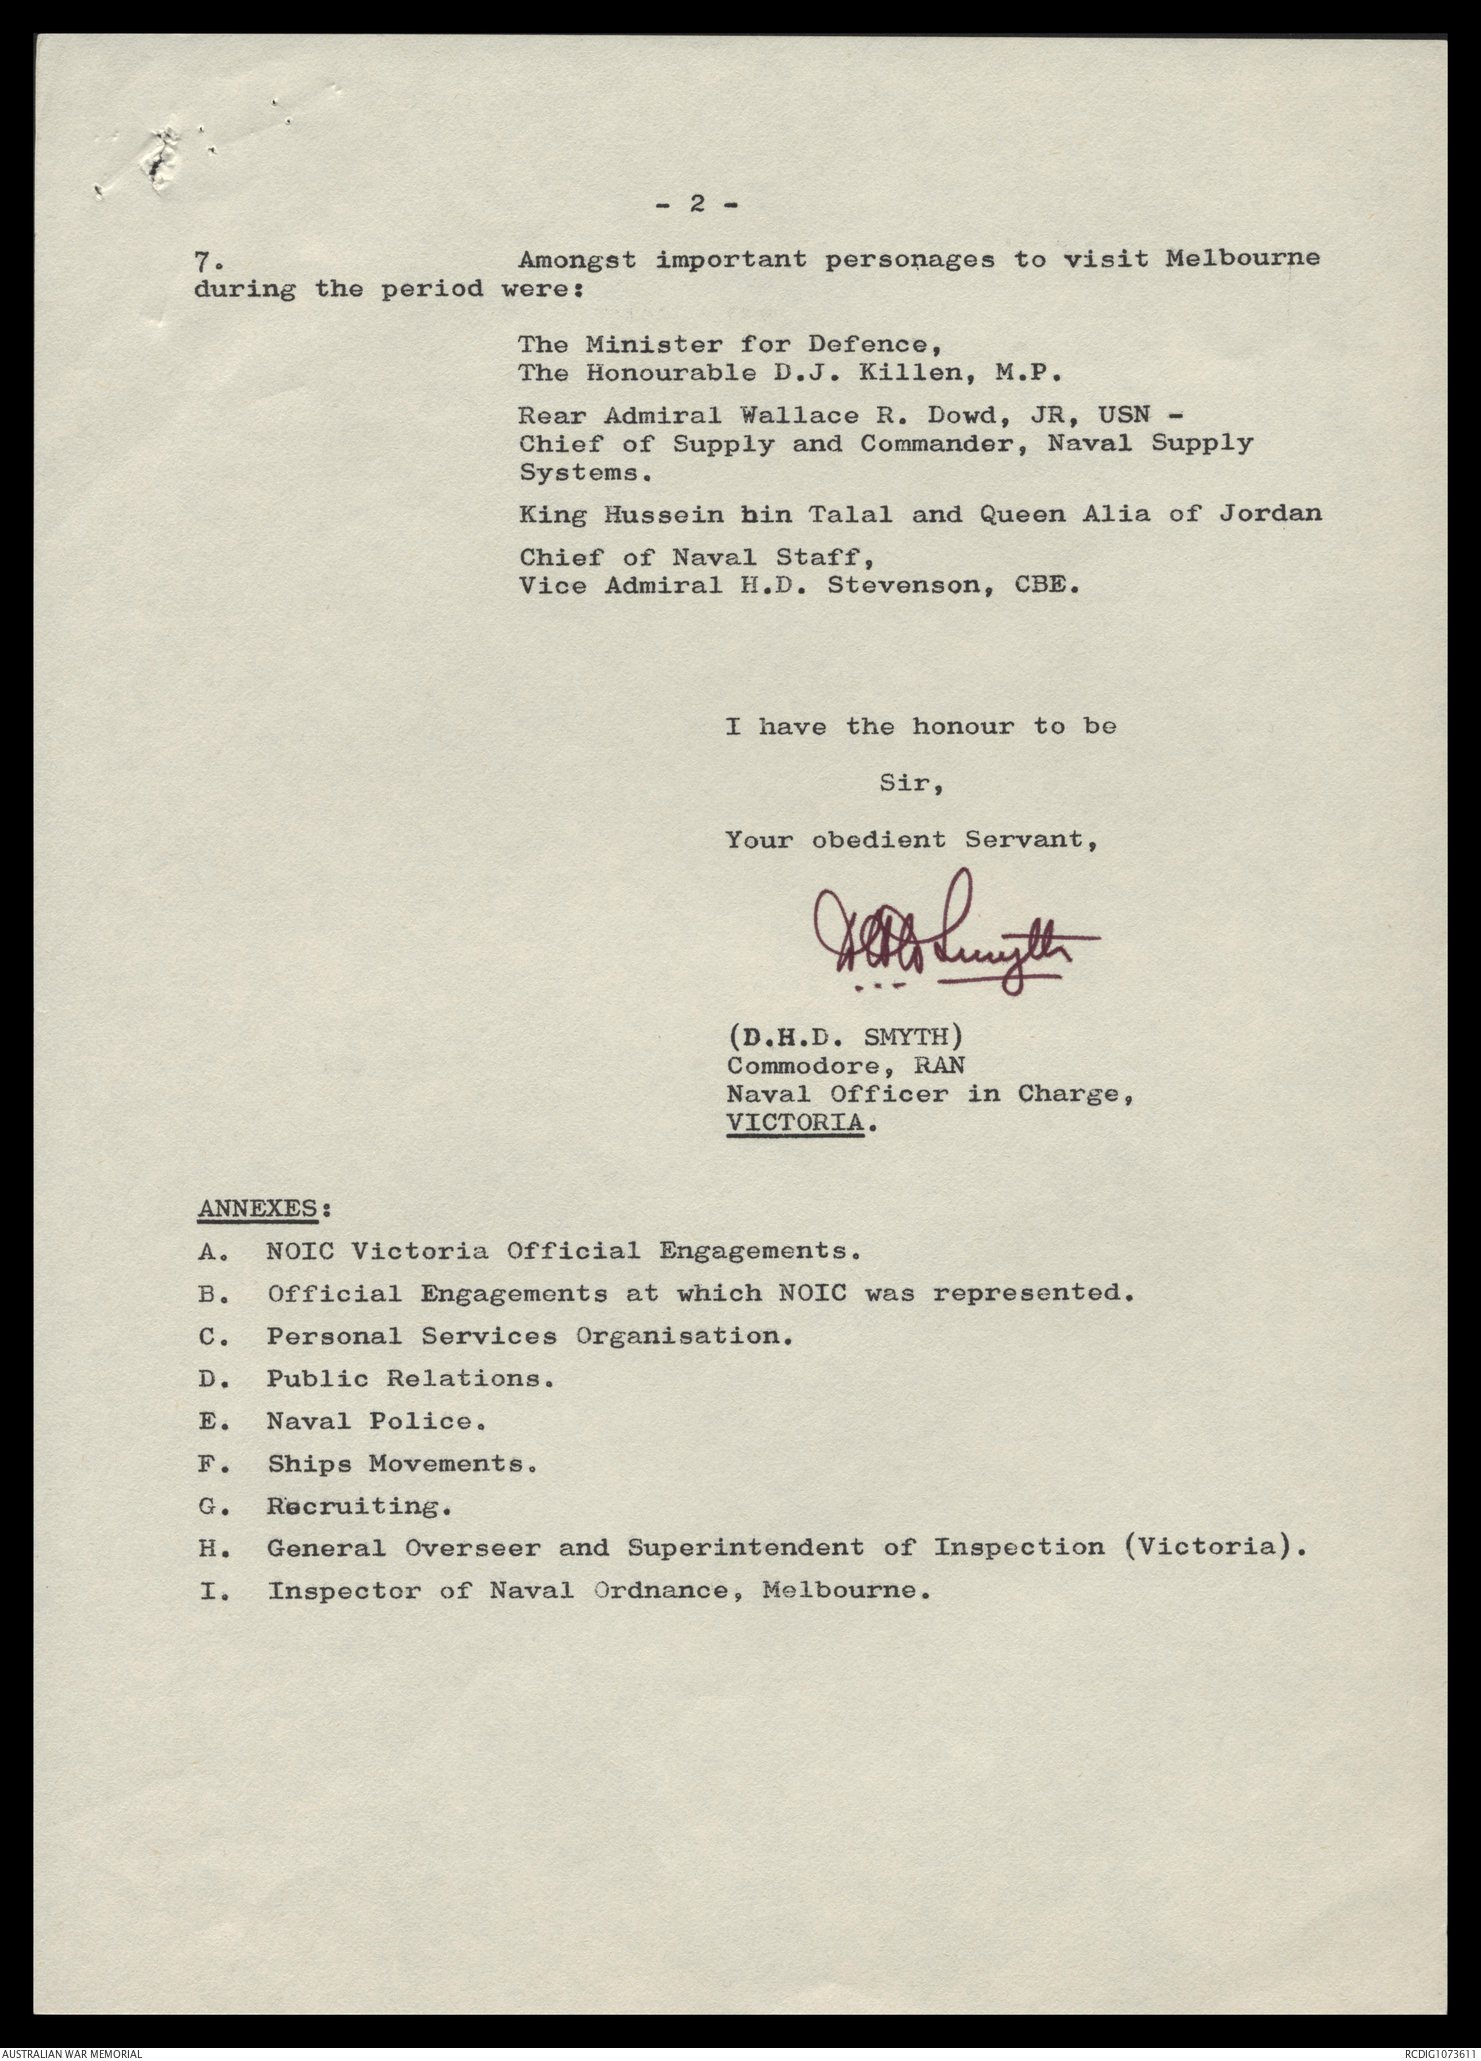 - 2 -
7. Amongst important personages to visit Melbourne
during the period were:
The Minister for Defence,
The Honourable D.J. Killen, M.P.
Rear Admiral Wallace R. Dowd, JR, USN -
Chief of Supply and Commander, Naval Supply
Systems.
King Hussein bin Talal and Queen Alia of Jordan
Chief of Naval Staff,
Vice Admiral H.D. Stevenson, CBE.
I have the honour to be
Sir,
Your obedient Servant,
DHD Smyth
(D.H.D. SMYTH)
Commodore, RAN
Naval Officer in Charge,
VICTORIA.
ANNEXES:
A. NOIC Victoria Official Engagements.
B. Official Engagements at which NOIC was represented.
C. Personal Services Organisation.
D. Public Relations.
E. Naval Police.
F. Ships Movements.
G. Recruiting.
H. General Overseer and Superintendent of Inspection (Victoria).
I. Inspector of Naval Ordnance, Melbourne.
AUSTRALIAN WAR MEMORIAL
RCDIG1073611